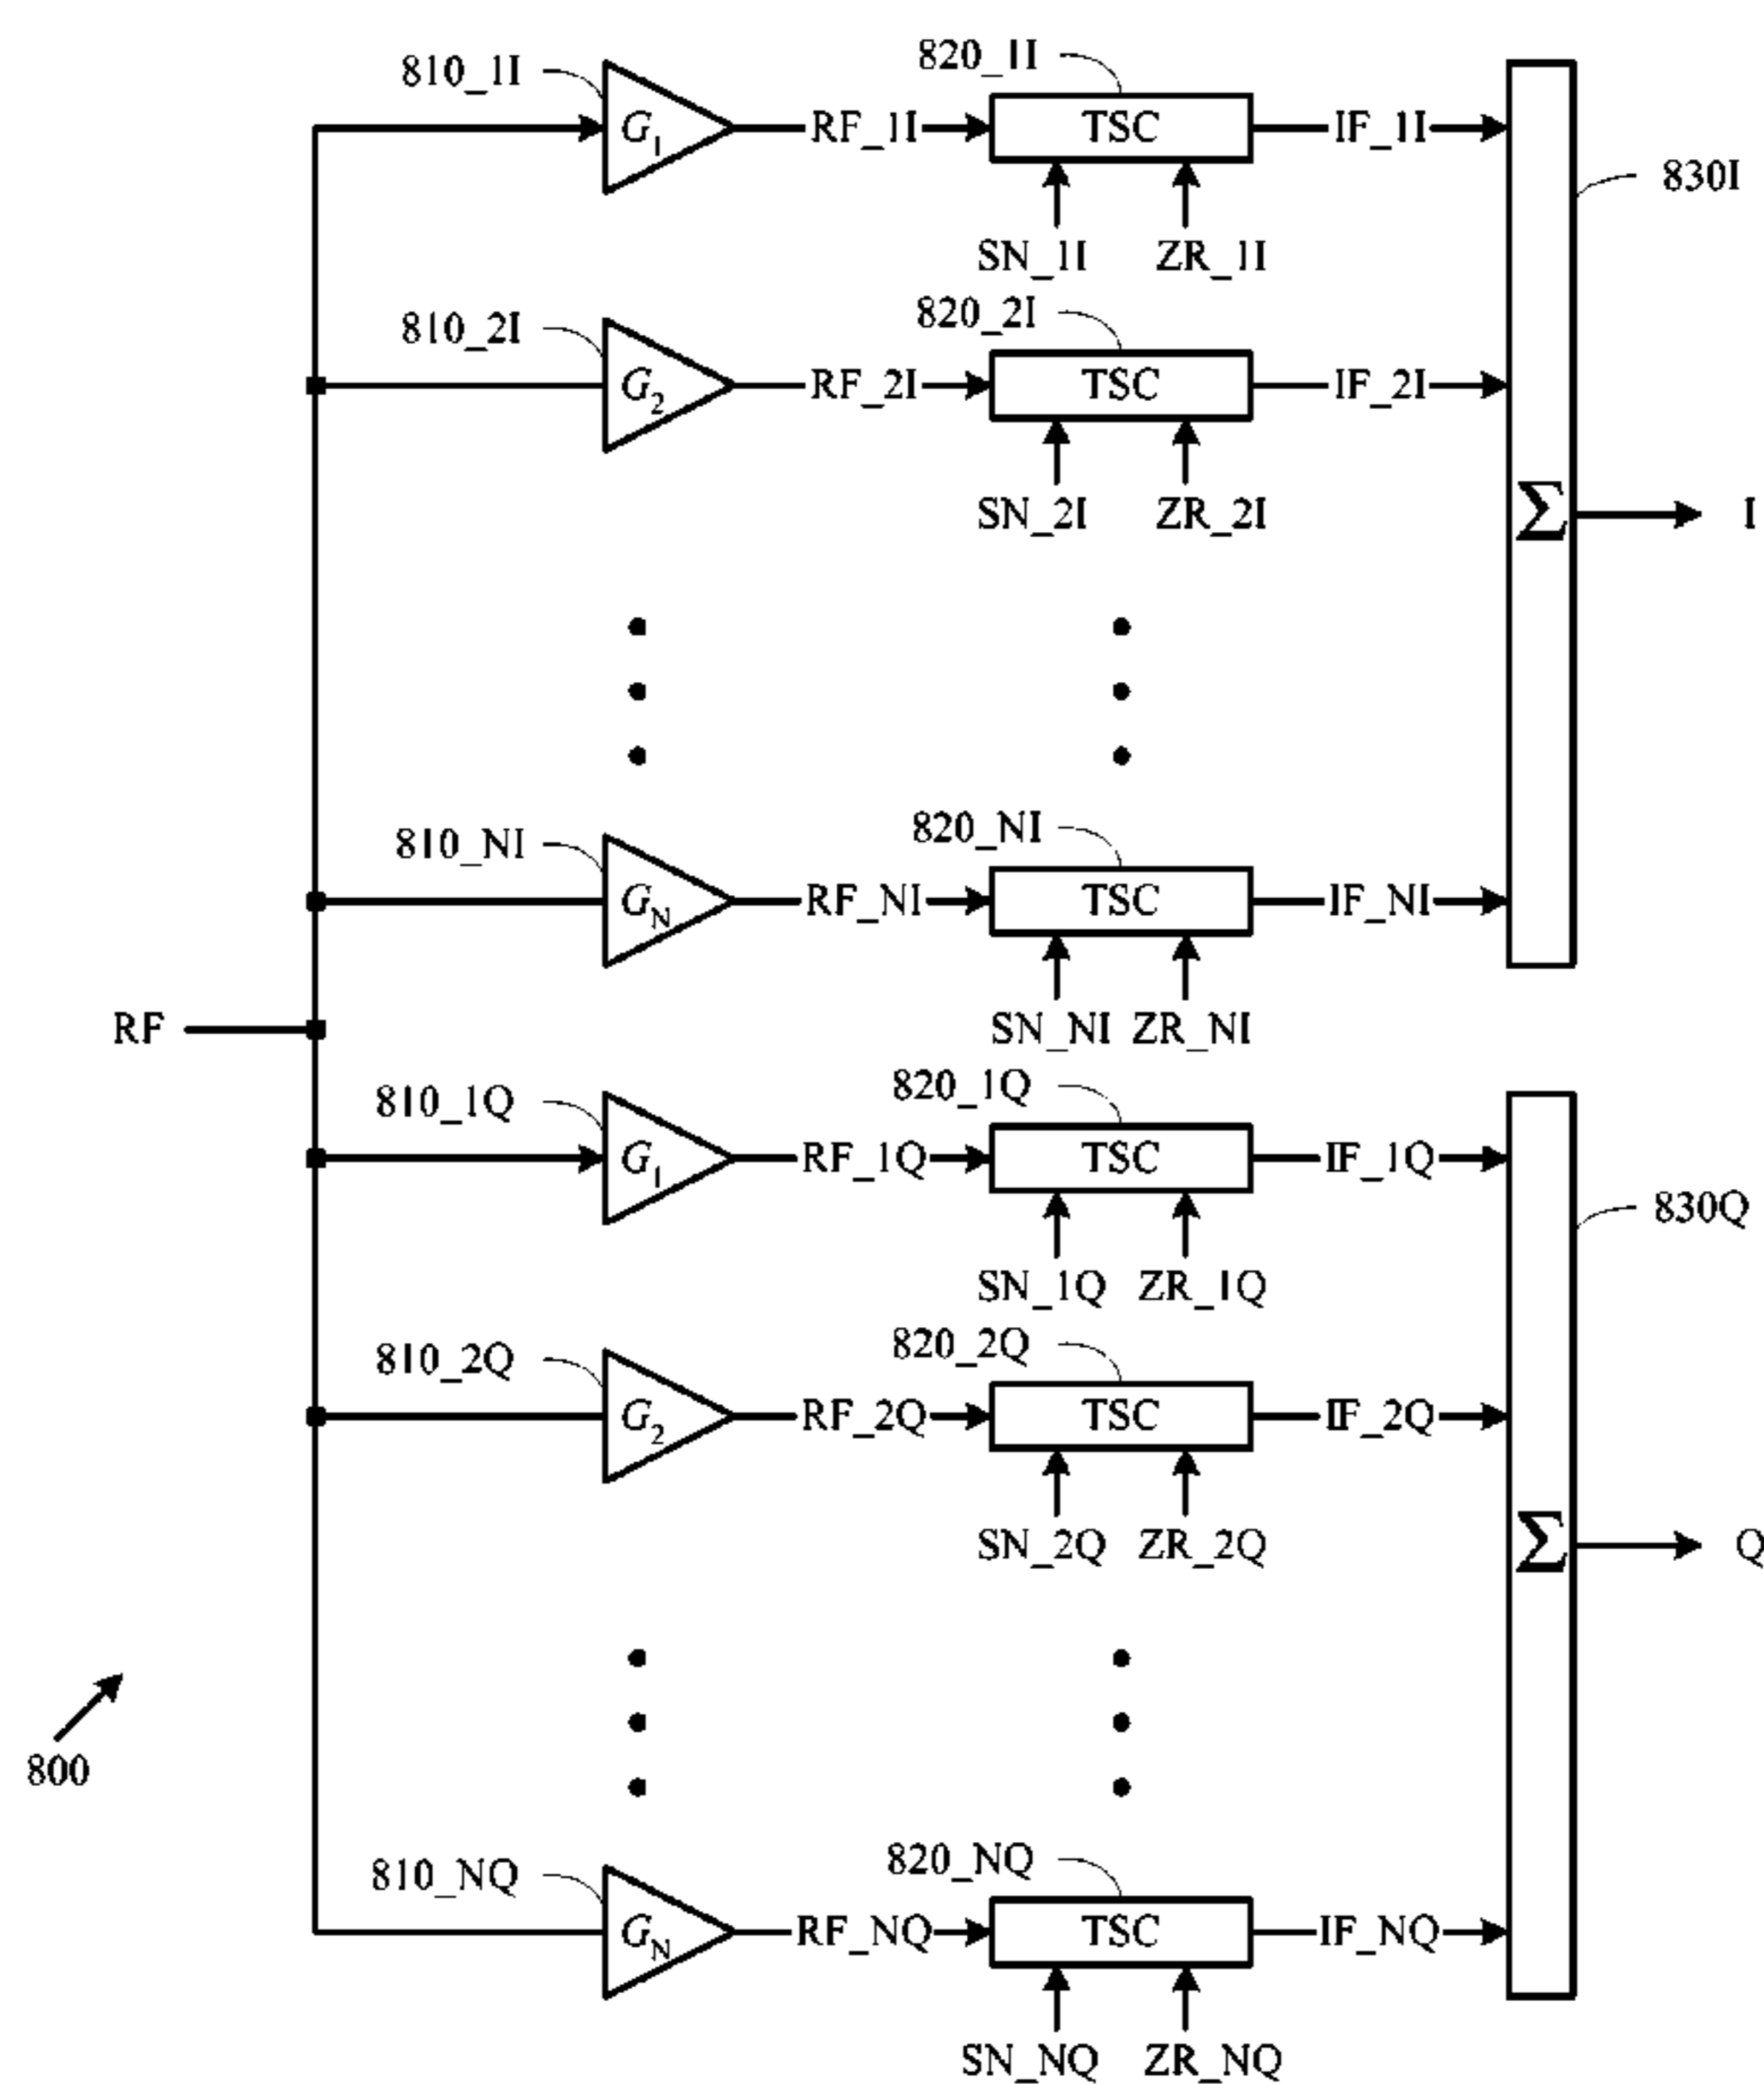 810_1I
820_1I
G1
RF_1I
TSC
IF_1I
830I
SN_1I
ZR_1I
810_2I
820_2I
G2
RF_2I
TSC
IF_2I
SN_2I
ZR_2I
Σ
I
810_NI
820_NI
GN
RF_NI
TSC
IF_NI
SN_NI
ZR_NI
RF
810_1Q
820_1Q
G1
RF_1Q
TSC
IF_1Q
830Q
SN_1Q
ZR_1Q
810_2Q
820_2Q
G2
RF_2Q
TSC
IF_2Q
SN_2Q
ZR_2Q
Σ
Q
800
810_NQ
820_NQ
GN
RF_NQ
TSC
IF_NQ
SN_NQ
ZR_NQ